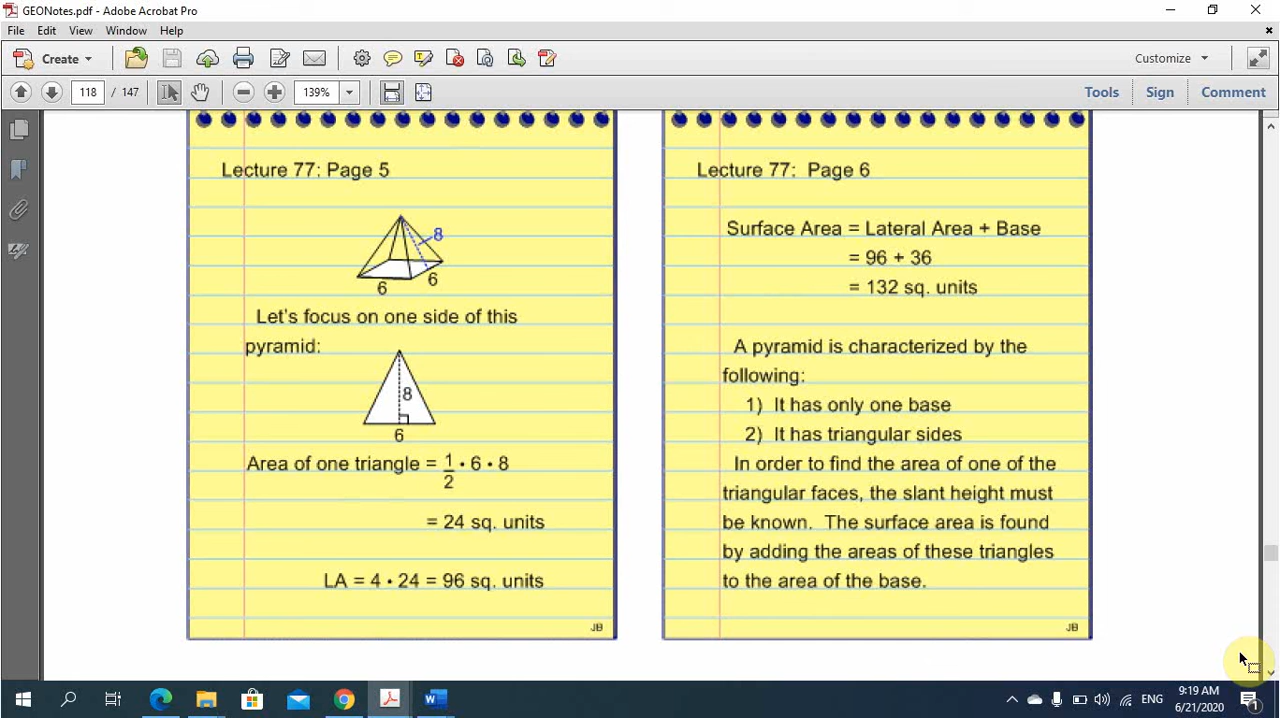 GEONotes.pdf - Adobe Acrobat Pro
File Edit View Window Help
Create
Customize
118 / 147
139%
Tools Sign Comment
Lecture 77: Page 5
8
6
6
Let's focus on one side of this
pyramid:
8
6
Area of one triangle = 1/2 • 6 • 8
= 24 sq. units
LA = 4 • 24 = 96 sq. units
JB
Lecture 77: Page 6
Surface Area = Lateral Area + Base
= 96 + 36
= 132 sq. units
A pyramid is characterized by the
following:
1) It has only one base
2) It has triangular sides
In order to find the area of one of the
triangular faces, the slant height must
be known. The surface area is found
by adding the areas of these triangles
to the area of the base.
JB
ENG
9:19 AM
6/21/2020
1